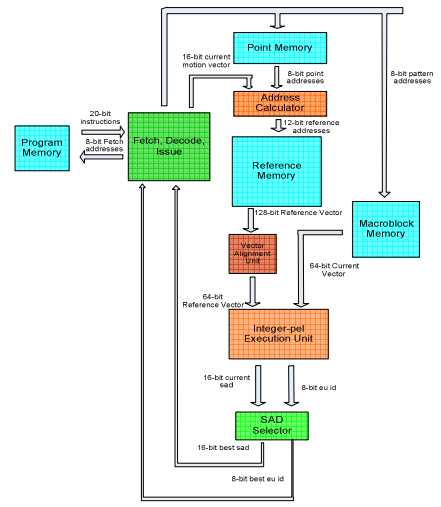 Point Memory
16-bit current
motion vector
8-bit point
addresses
8-bit pattern
addresses
Address
Calculator
20-bit
instructions
12-bit reference
addresses
Program
Memory
8-bit Fetch
addresses
Fetch, Decode,
Issue
Reference
Memory
128-bit Reference Vector
Macroblock
Memory
Vector
Alignment
Unit
64-bit Current
Vector
64-bit
Reference Vector
Integer-pel
Execution Unit
16-bit current
sad
8-bit eu id
SAD
Selector
16-bit best sad
8-bit best eu id